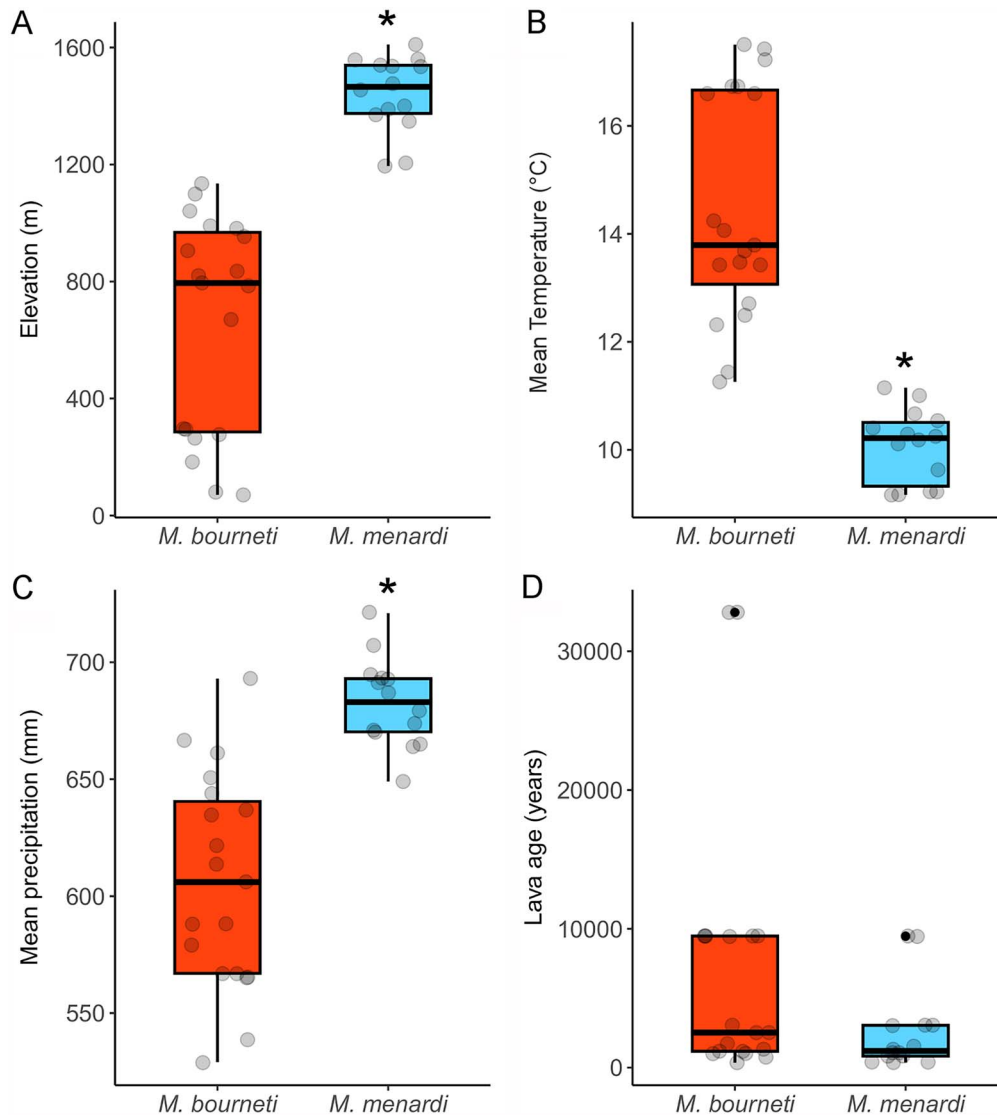 A
Elevation (m)
1600
1200
800
400
0
*
M. bourneti
M. menardi
B
Mean Temperature (°C)
16
14
12
10
*
M. bourneti
M. menardi
C
Mean precipitation (mm)
700
650
600
550
*
M. bourneti
M. menardi
D
Lava age (years)
30000
20000
10000
0
M. bourneti
M. menardi